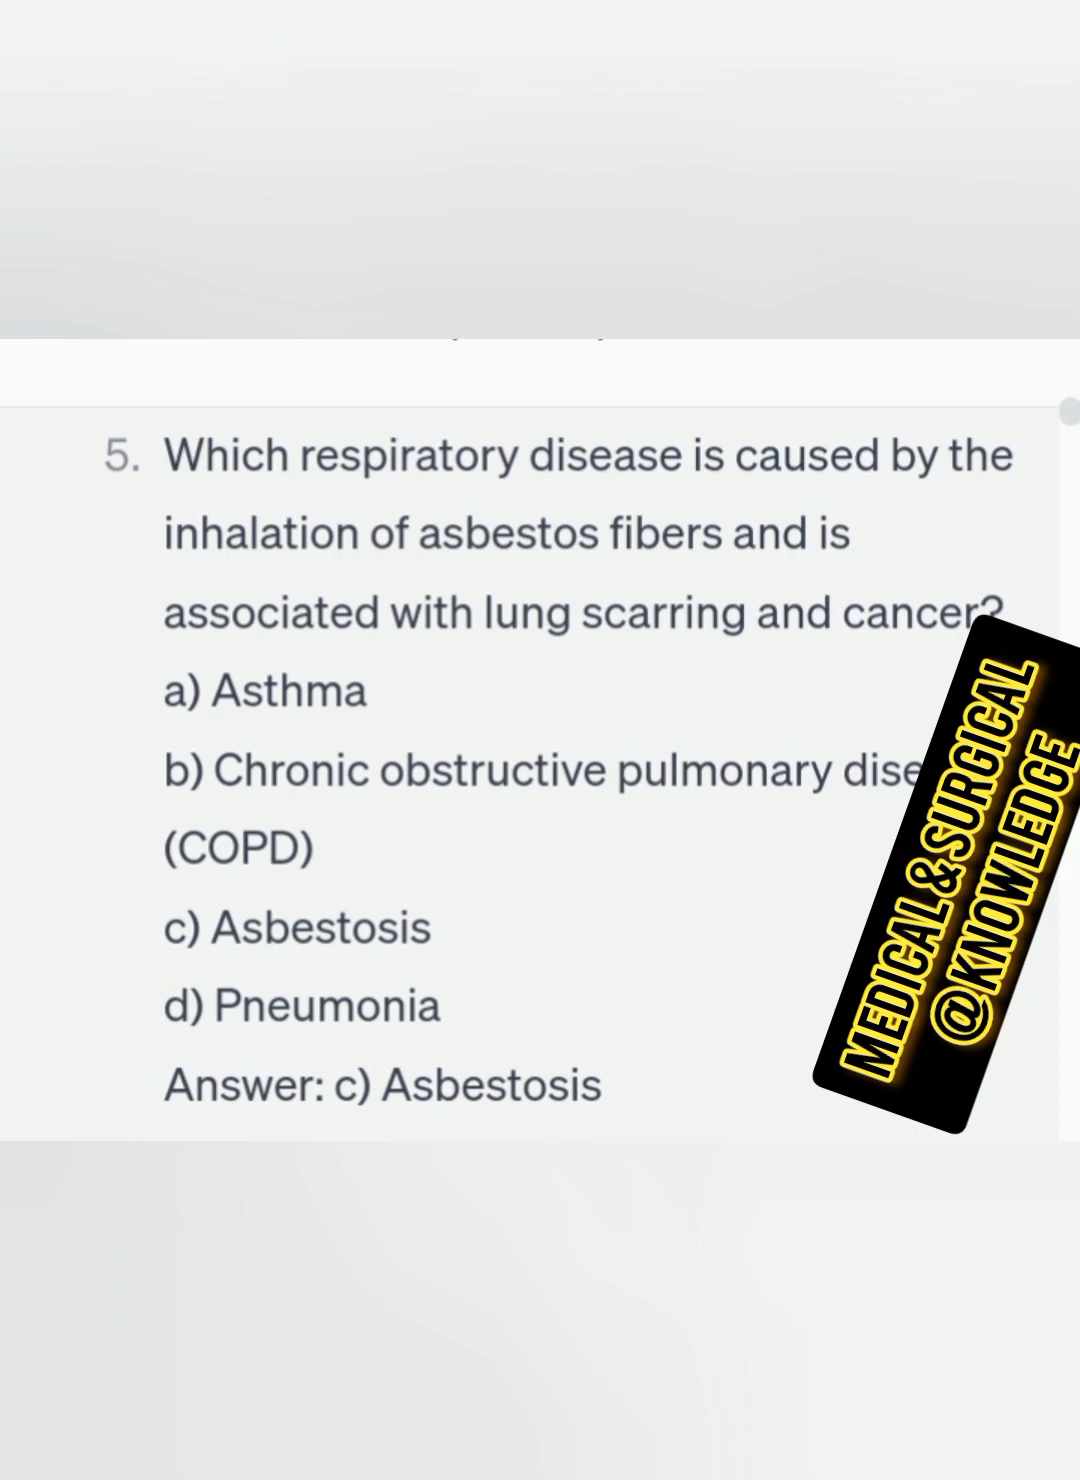 5. Which respiratory disease is caused by the
inhalation of asbestos fibers and is
associated with lung scarring and cancer?
a) Asthma
b) Chronic obstructive pulmonary dise
(COPD)
c) Asbestosis
d) Pneumonia
Answer: c) Asbestosis
MEDICAL & SURGICAL
@KNOWLEDGE